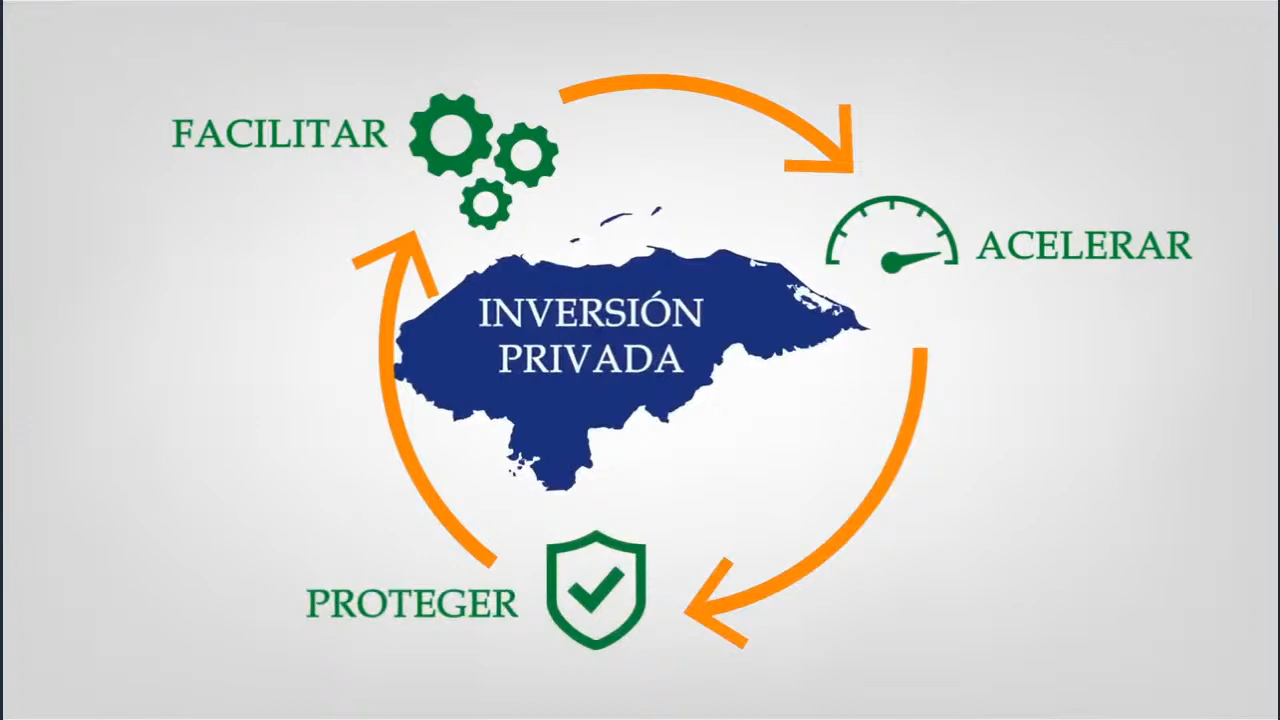 FACILITAR
ACELERAR
INVERSIÓN
PRIVADA
PROTEGER